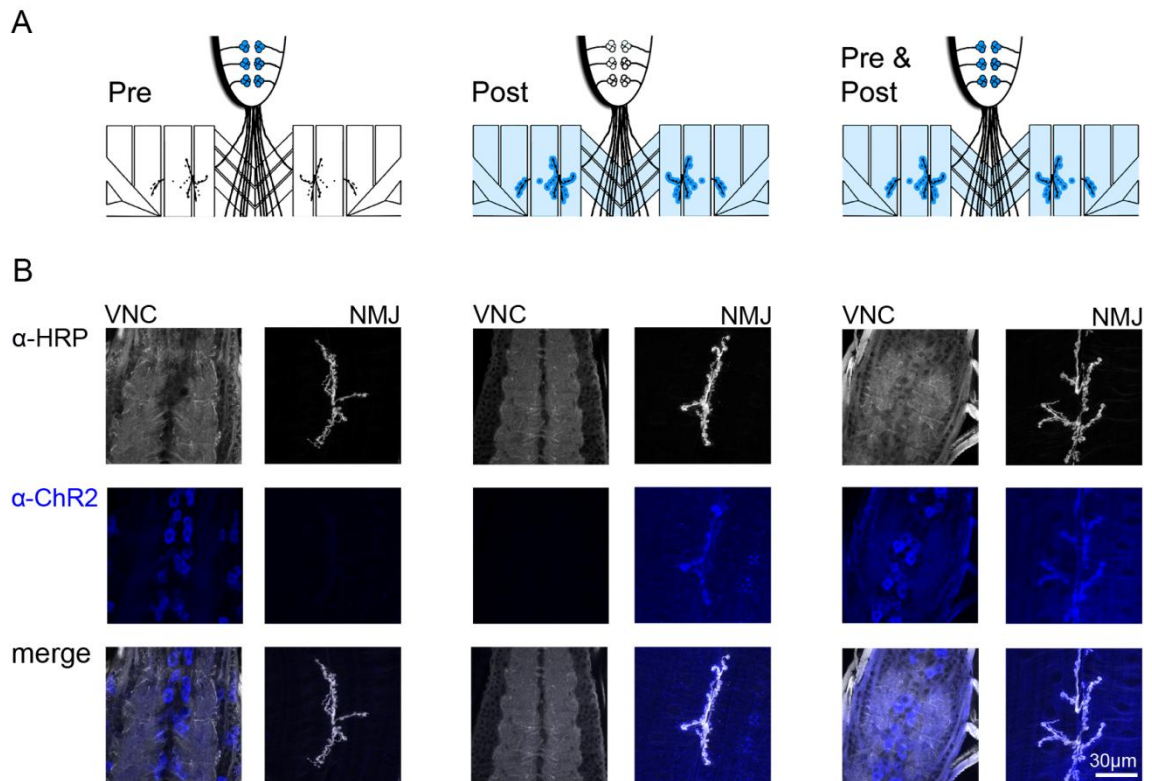 A
Pre
Post
Pre &
Post
B
VNC
NMJ
VNC
NMJ
VNC
NMJ
α-HRP
α-ChR2
merge
30μm